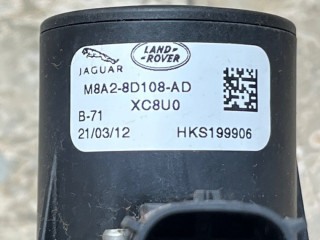 JAGUAR
LAND-
ROVER
M8A2-8D108-AD
XC8U0
B-71
21/03/12 HKS199906